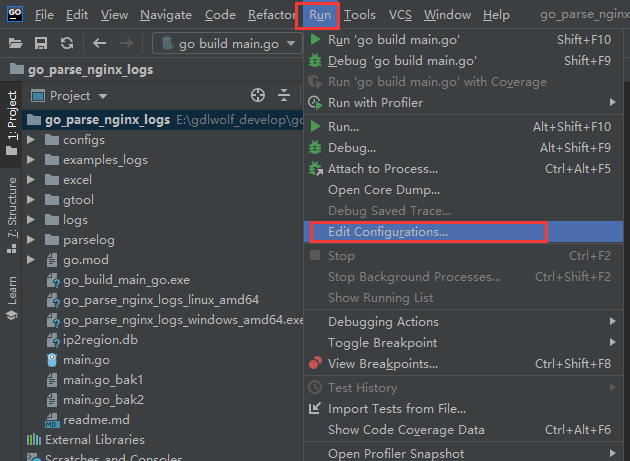 GO File Edit View Navigate Code Refactor Run Tools VCS Window Help go_parse_nginx
go build main.go
go_parse_nginx_logs
1: Project
7: Structure
Learn
Project
go_parse_nginx_logs E:\gdlwolf_develop\go
configs
examples_logs
excel
gtool
logs
parselog
go.mod
go_build_main_go.exe
go_parse_nginx_logs_linux_amd64
go_parse_nginx_logs_windows_amd64.exe
ip2region.db
main.go
main.go_bak1
main.go_bak2
readme.md
External Libraries
Scratches and Consoles
Run 'go build main.go' Shift+F10
Debug 'go build main.go' Shift+F9
Run 'go build main.go' with Coverage
Run with Profiler
Run... Alt+Shift+F10
Debug... Alt+Shift+F9
Attach to Process... Ctrl+Alt+F5
Open Core Dump...
Debug Saved Trace...
Edit Configurations...
Stop Ctrl+F2
Stop Background Processes... Ctrl+Shift+F2
Show Running List
Debugging Actions
Toggle Breakpoint
View Breakpoints... Ctrl+Shift+F8
Test History
Import Tests from File...
Show Code Coverage Data Ctrl+Alt+F6
Open Profiler Snapshot